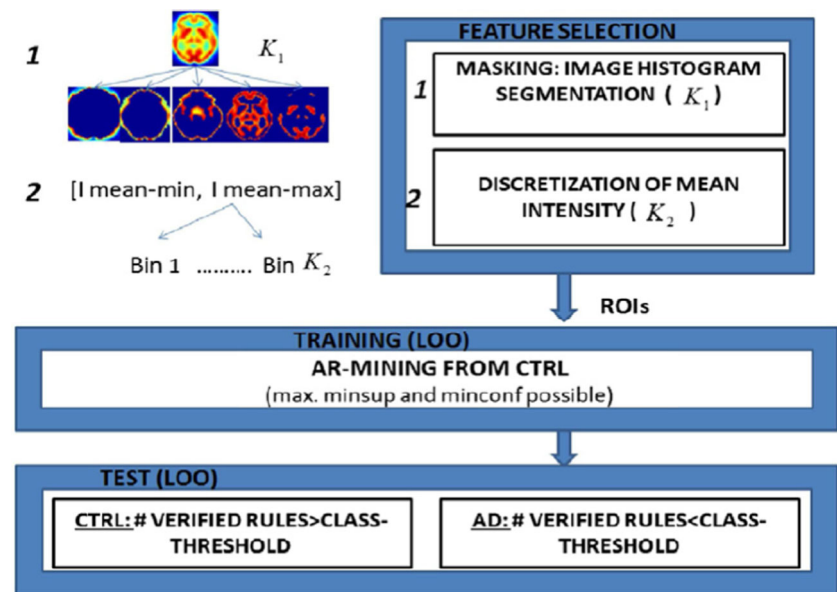 1
K₁
2
[I mean-min, I mean-max]
Bin 1 .......... Bin K₂
FEATURE SELECTION
1
MASKING: IMAGE HISTOGRAM
SEGMENTATION ( K₁ )
2
DISCRETIZATION OF MEAN
INTENSITY ( K₂ )
ROIs
TRAINING (LOO)
AR-MINING FROM CTRL
(max. minsup and minconf possible)
TEST (LOO)
CTRL: # VERIFIED RULES>CLASS-
THRESHOLD
AD: # VERIFIED RULES<CLASS-
THRESHOLD